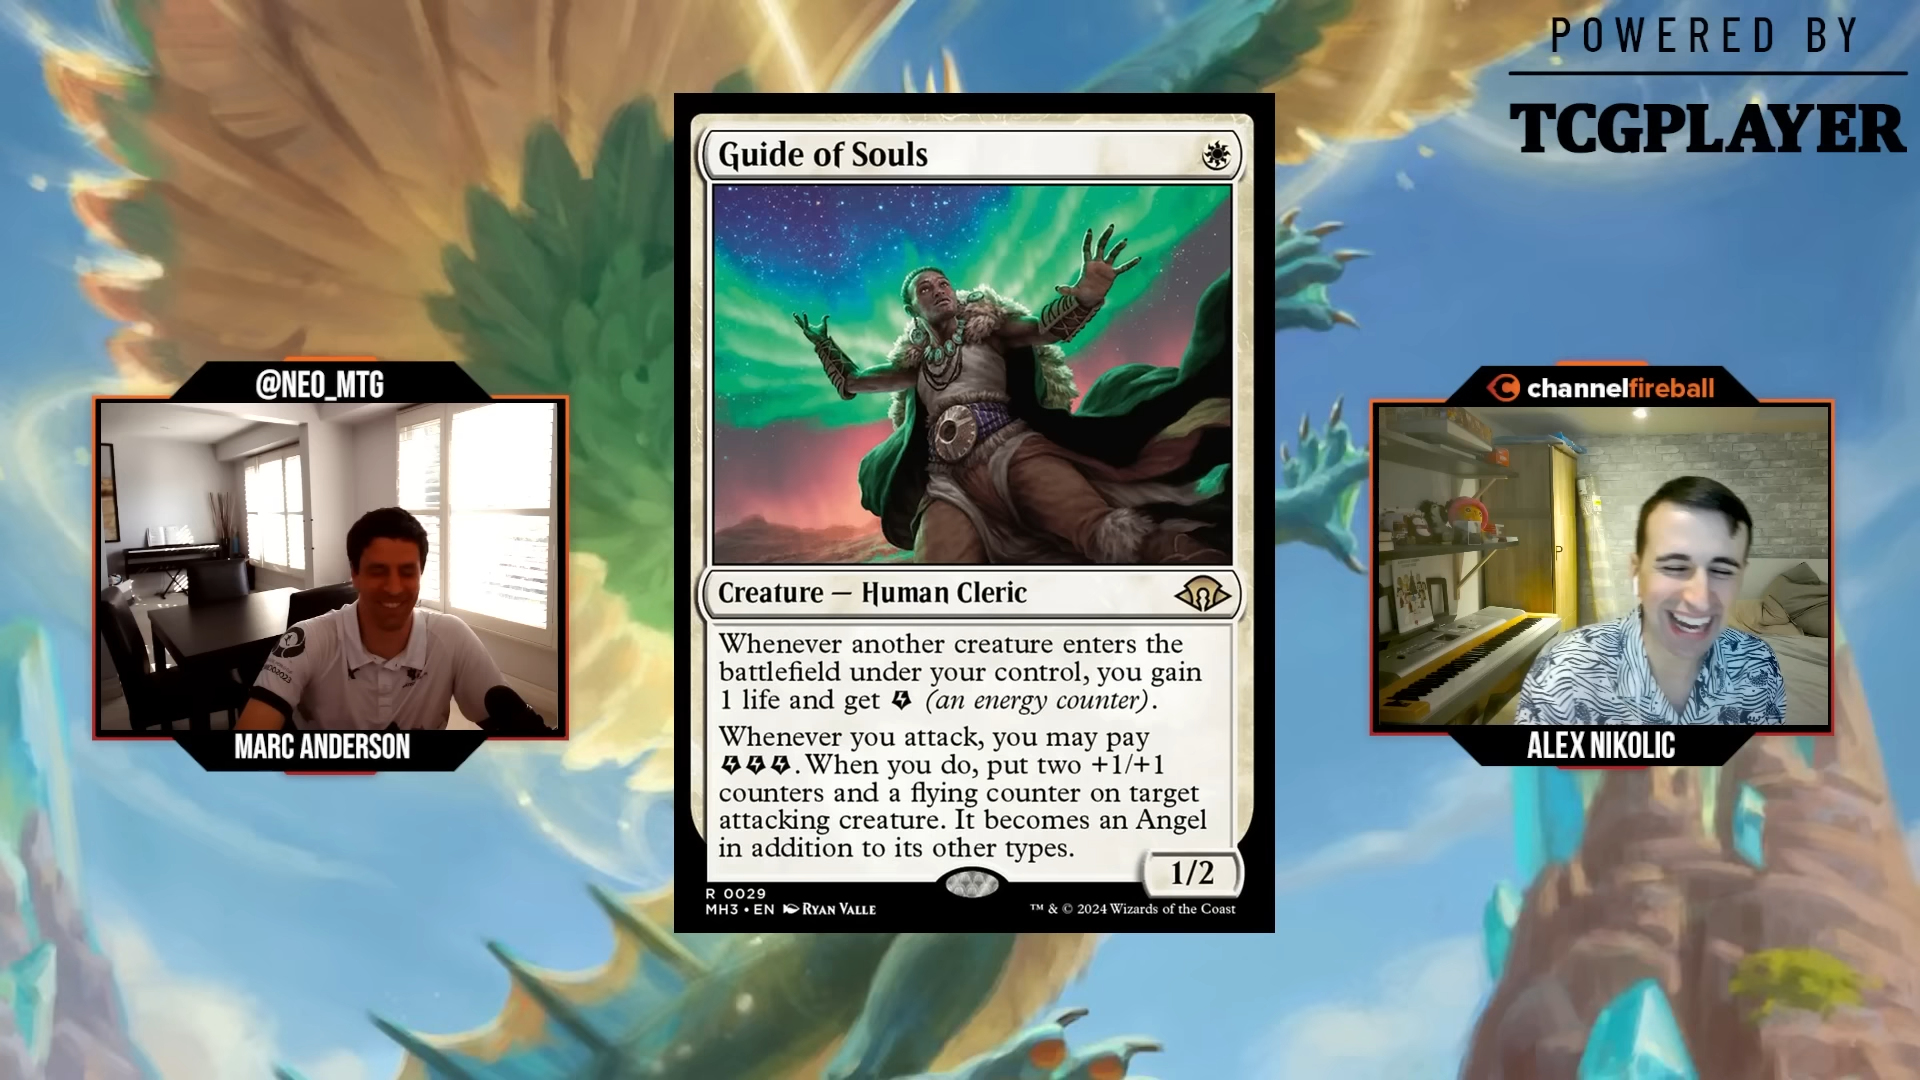 POWERED BY
TCGPLAYER
@NEO_MTG
MARC ANDERSON
Guide of Souls
Creature — Human Cleric
Whenever another creature enters the
battlefield under your control, you gain
1 life and get (an energy counter).
Whenever you attack, you may pay
. When you do, put two +1/+1
counters and a flying counter on target
attacking creature. It becomes an Angel
in addition to its other types.
1/2
R 0029
MH3 • EN RYAN VALLE
™ & © 2024 Wizards of the Coast
channelfireball
ALEX NIKOLIC